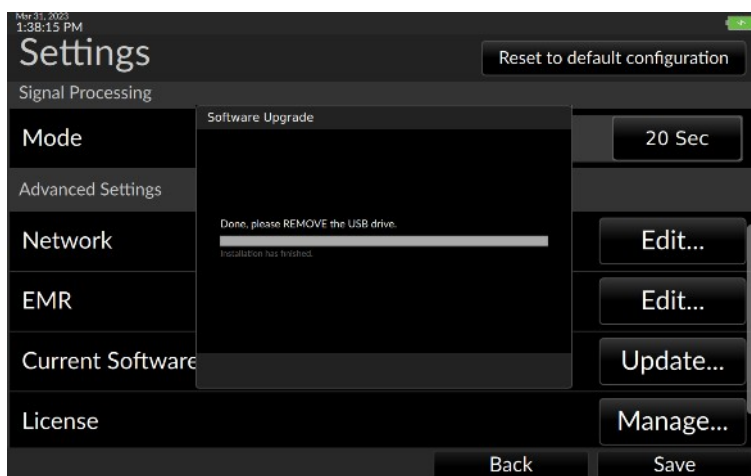 Mar 31, 2023
1:38:15 PM
Settings
Reset to default configuration
Signal Processing
Software Upgrade
Mode
20 Sec
Advanced Settings
Done, please REMOVE the USB drive.
Network
Edit...
Installation has finished.
EMR
Edit...
Current Software
Update...
License
Manage...
Back
Save